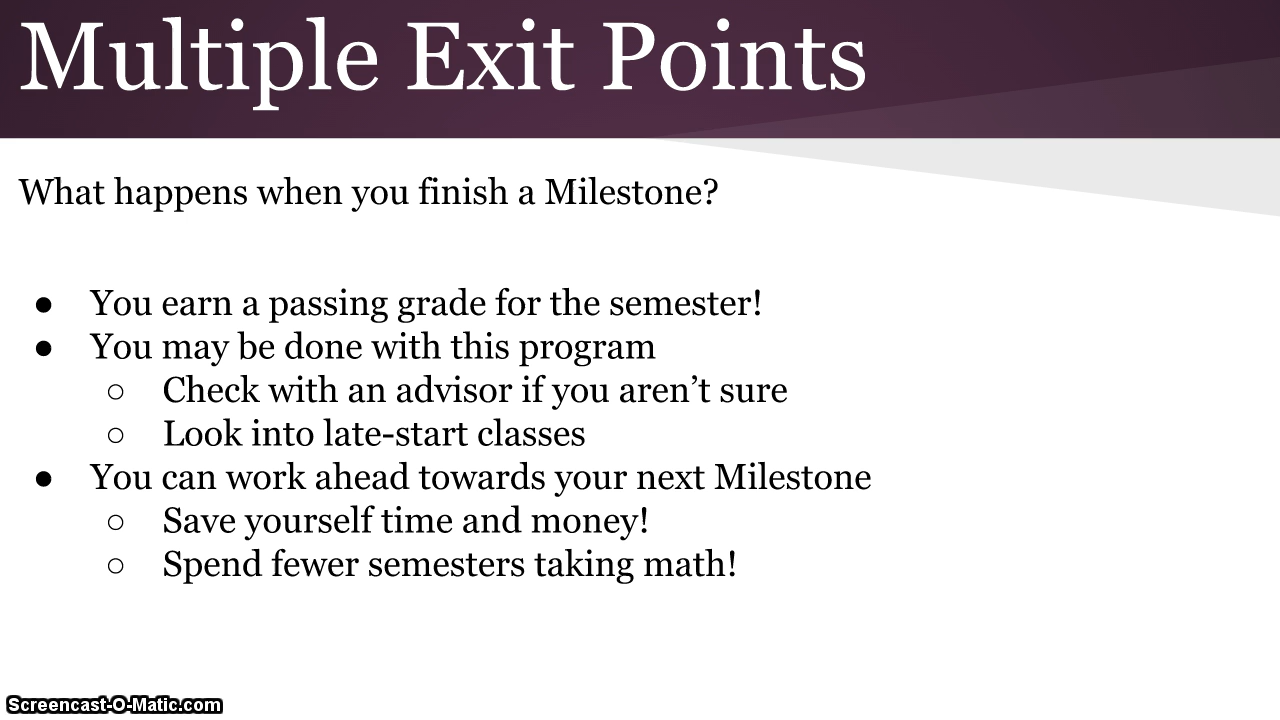 Multiple Exit Points
What happens when you finish a Milestone?
● You earn a passing grade for the semester!
● You may be done with this program
○ Check with an advisor if you aren’t sure
○ Look into late-start classes
● You can work ahead towards your next Milestone
○ Save yourself time and money!
○ Spend fewer semesters taking math!
Screencast-O-Matic.com